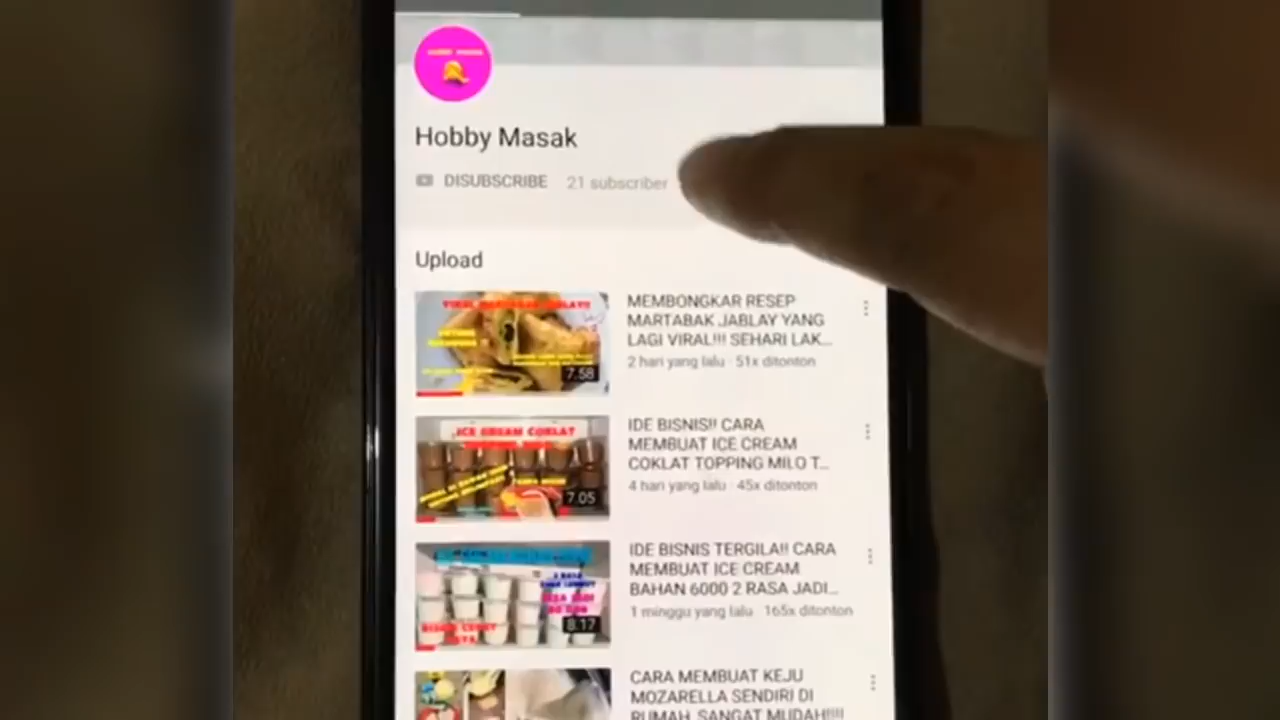 Hobby Masak
DISUBSCRIBE 21 subscriber
Upload
MEMBONGKAR RESEP
MARTABAK JABLAY YANG
LAGI VIRAL!!! SEHARI LAK...
2 hari yang lalu · 51x ditonton
7.58
ICE CREAM COKLAT
IDE BISNIS!! CARA
MEMBUAT ICE CREAM
COKLAT TOPPING MILO T...
4 hari yang lalu · 45x ditonton
7.05
IDE BISNIS TERGILA!! CARA
MEMBUAT ICE CREAM
BAHAN 6000 2 RASA JADI...
1 minggu yang lalu · 165x ditonton
8.17
CARA MEMBUAT KEJU
MOZARELLA SENDIRI DI
RUMAH, SANGAT MUDAH!!!!